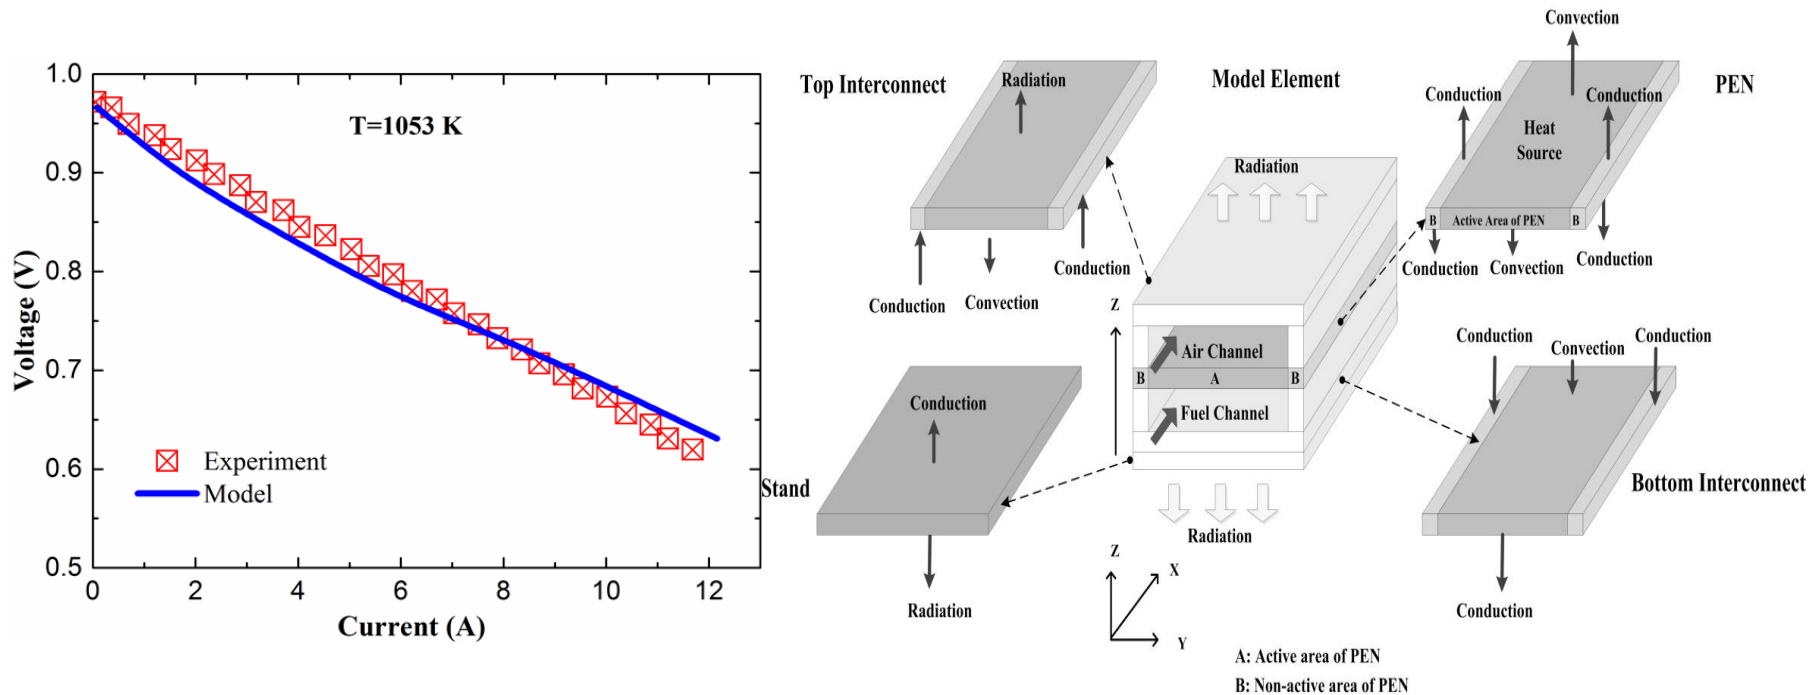 1.0
0.9
0.8
0.7
0.6
0.5
0
2
4
6
8
10
12
Voltage (V)
Current (A)
T=1053 K
Experiment
Model
Top Interconnect
Radiation
Conduction
Convection
Conduction
Model Element
Radiation
Z
Air Channel
B
A
B
Fuel Channel
Radiation
PEN
Convection
Conduction
Conduction
Heat
Source
B
Active Area of PEN
B
Conduction
Convection
Conduction
Stand
Conduction
Radiation
Bottom Interconnect
Conduction
Convection
Conduction
Conduction
Z
X
Y
A: Active area of PEN
B: Non-active area of PEN